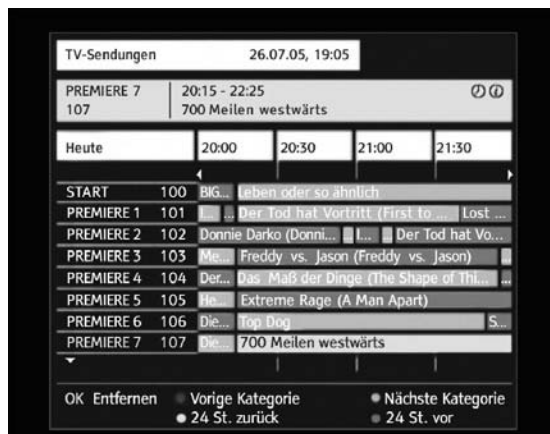 TV-Sendungen 26.07.05, 19:05
PREMIERE 7 20:15 - 22:25
107 700 Meilen westwärts
Heute 20:00 20:30 21:00 21:30
START 100 BIG... Leben oder so ähnlich
PREMIERE 1 101 I... ... Der Tod hat Vortritt (First to ... Lost ...
PREMIERE 2 102 Donnie Darko (Donni... I... Der Tod hat Vo...
PREMIERE 3 103 Me... Freddy vs. Jason (Freddy vs. Jason) ...
PREMIERE 4 104 Der... Das Maß der Dinge (The Shape of Thi... ...
PREMIERE 5 105 He... Extreme Rage (A Man Apart)
PREMIERE 6 106 Die... Top Dog S...
PREMIERE 7 107 Die... 700 Meilen westwärts
OK Entfernen Vorige Kategorie Nächste Kategorie
24 St. zurück 24 St. vor